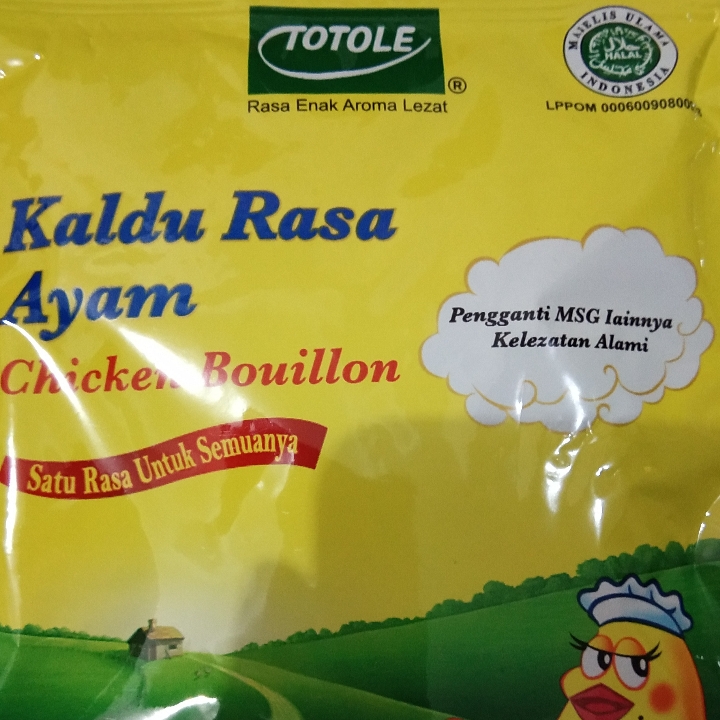 TOTOLE
®
Rasa Enak Aroma Lezat
MAJELIS ULAMA
HALAL
INDONESIA
Kaldu Rasa
Ayam
Chicken Bouillon
Pengganti MSG lainnya
Kelezatan Alami
Satu Rasa Untuk Semuanya
LPPOM